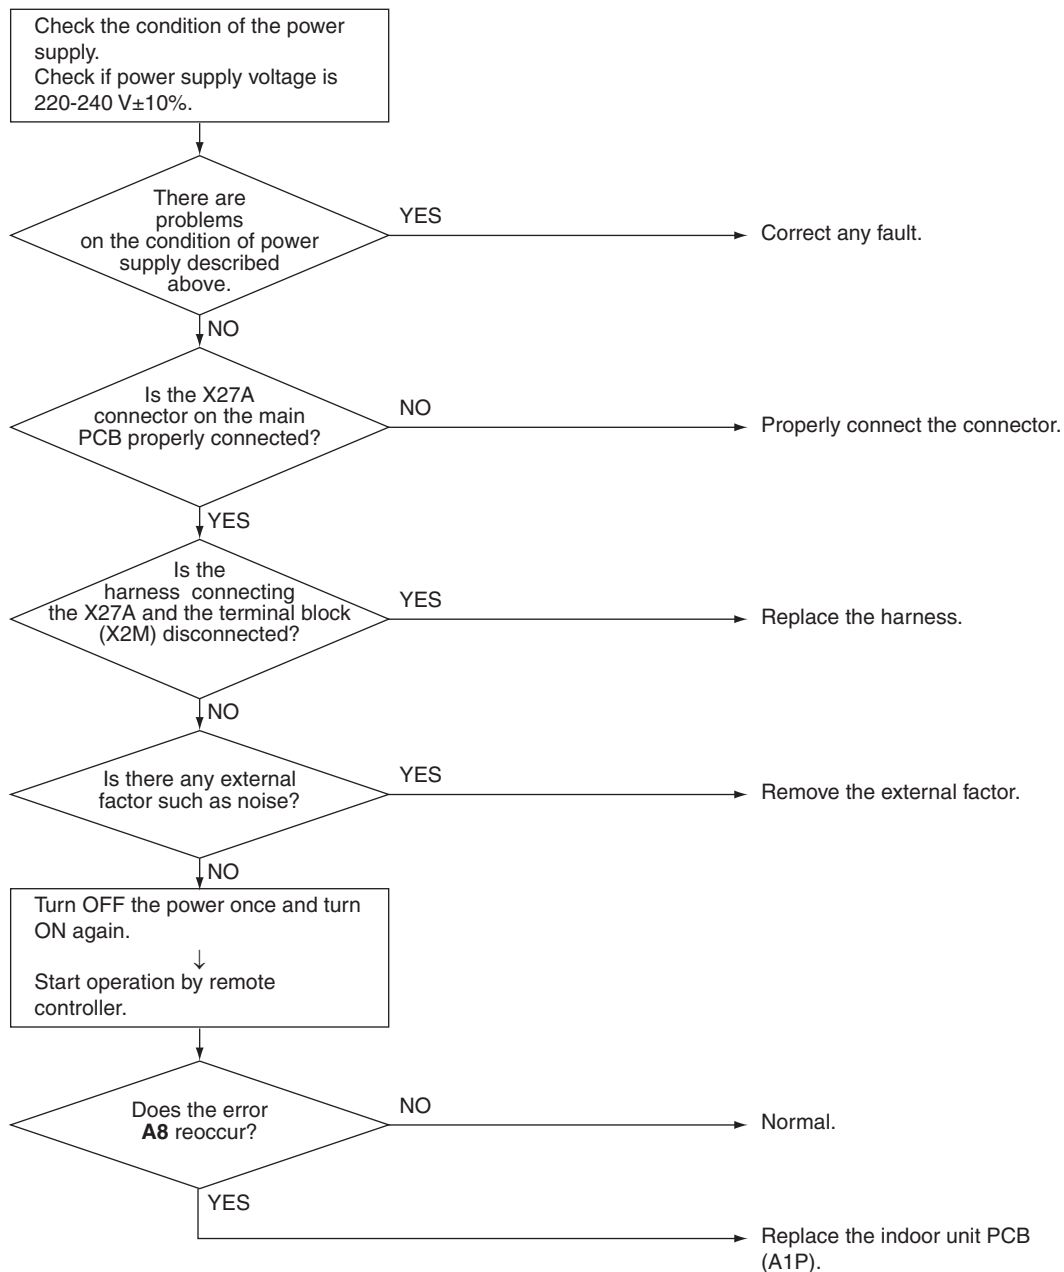 Check the condition of the power
supply.
Check if power supply voltage is
220-240 V±10%.
There are
problems
on the condition of power
supply described
above.
YES
Correct any fault.
NO
Is the X27A
connector on the main
PCB properly connected?
NO
Properly connect the connector.
YES
Is the
harness connecting
the X27A and the terminal block
(X2M) disconnected?
YES
Replace the harness.
NO
Is there any external
factor such as noise?
YES
Remove the external factor.
NO
Turn OFF the power once and turn
ON again.
↓
Start operation by remote
controller.
Does the error
A8 reoccur?
NO
Normal.
YES
Replace the indoor unit PCB
(A1P).